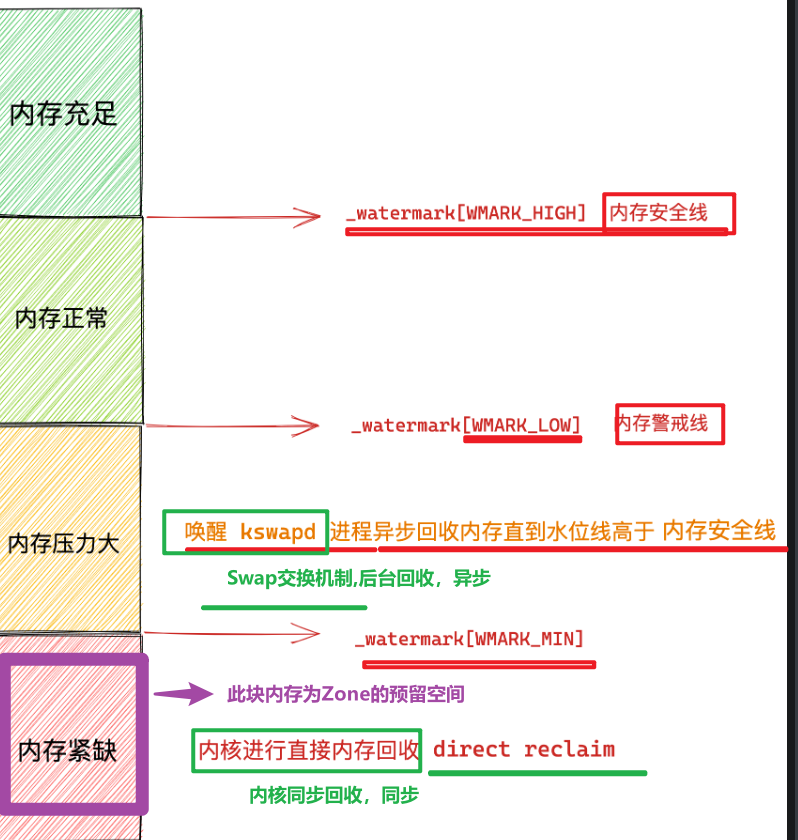 内存充足
_watermark[WMARK_HIGH] 内存安全线
内存正常
_watermark[WMARK_LOW] 内存警戒线
唤醒 kswapd 进程异步回收内存直到水位线高于 内存安全线
内存压力大
Swap交换机制,后台回收，异步
_watermark[WMARK_MIN]
此块内存为Zone的预留空间
内存紧缺
内核进行直接内存回收 direct reclaim
内核同步回收，同步